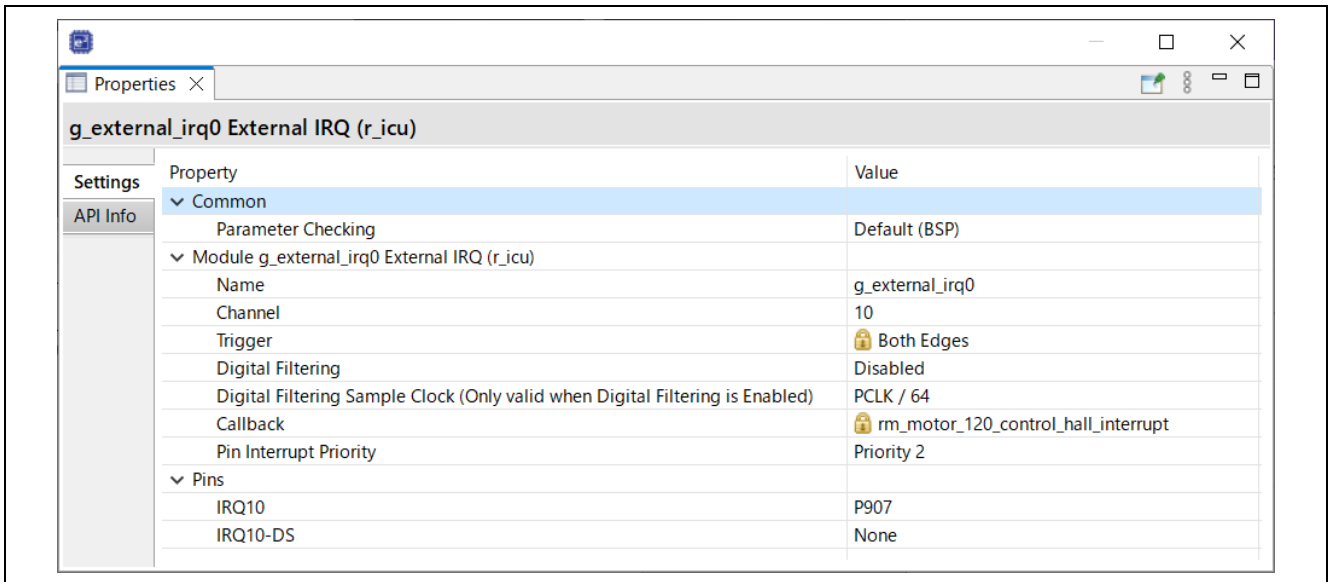 Properties
g_external_irq0 External IRQ (r_icu)
Settings
API Info
Property Value
Common
Parameter Checking Default (BSP)
Module g_external_irq0 External IRQ (r_icu)
Name g_external_irq0
Channel 10
Trigger Both Edges
Digital Filtering Disabled
Digital Filtering Sample Clock (Only valid when Digital Filtering is Enabled) PCLK / 64
Callback rm_motor_120_control_hall_interrupt
Pin Interrupt Priority Priority 2
Pins
IRQ10 P907
IRQ10-DS None